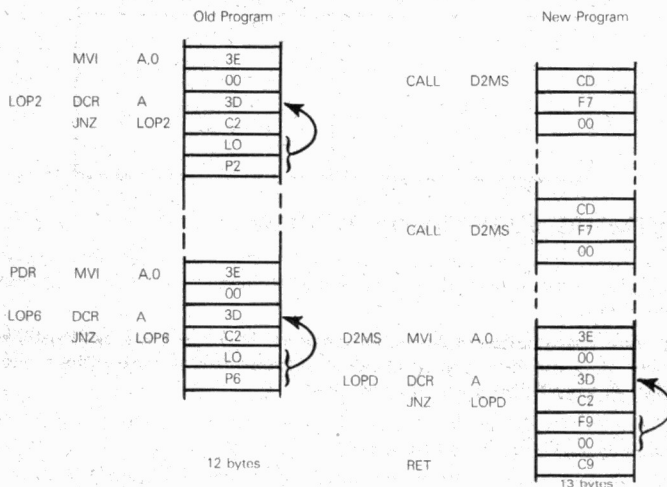 Old Program
MVI A,0 3E
00
LOP2 DCR A 3D
JNZ LOP2 C2
LO
P2
PDR MVI A,0 3E
00
LOP6 DCR A 3D
JNZ LOP6 C2
LO
P6
12 bytes
New Program
CALL D2MS CD
F7
00
CD
CALL D2MS F7
00
D2MS MVI A,0 3E
00
LOPD DCR A 3D
JNZ LOPD C2
F9
00
RET C9
13 bytes